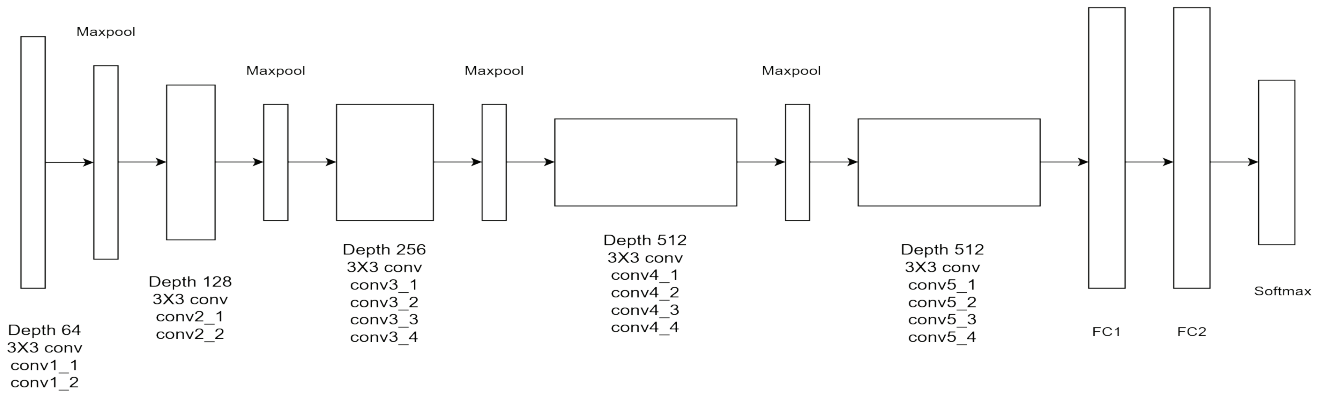 Maxpool
Maxpool
Maxpool
Maxpool
Depth 64
3X3 conv
conv1_1
conv1_2
Depth 128
3X3 conv
conv2_1
conv2_2
Depth 256
3X3 conv
conv3_1
conv3_2
conv3_3
conv3_4
Depth 512
3X3 conv
conv4_1
conv4_2
conv4_3
conv4_4
Depth 512
3X3 conv
conv5_1
conv5_2
conv5_3
conv5_4
FC1
FC2
Softmax